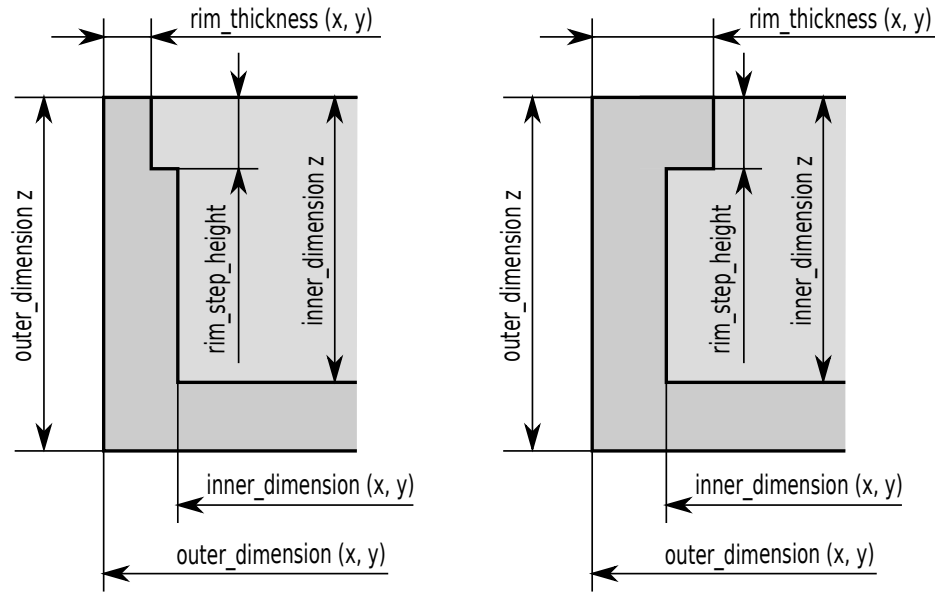 rim_thickness (x, y)
outer_dimension z
rim_step_height
inner_dimension z
inner_dimension (x, y)
outer_dimension (x, y)
rim_thickness (x, y)
outer_dimension z
rim_step_height
inner_dimension z
inner_dimension (x, y)
outer_dimension (x, y)